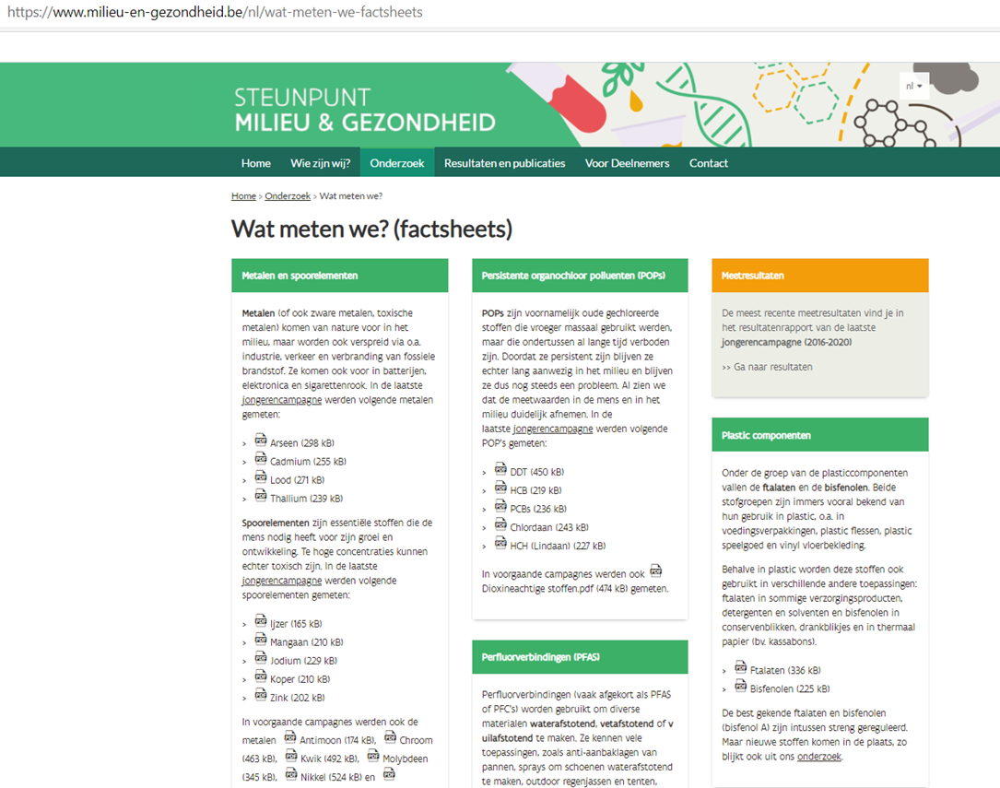 https://www.milieu-en-gezondheid.be/nl/wat-meten-we-factsheets
STEUNPUNT
MILIEU & GEZONDHEID
nl
Home Wie zijn wij? Onderzoek Resultaten en publicaties Voor Deelnemers Contact
Home » Onderzoek » Wat meten we?
Wat meten we? (factsheets)
Metalen en spoorelementen
Metalen (of ook zware metalen, toxische
metalen) komen van nature voor in het
milieu, maar worden ook verspreid via o.a.
industrie, verkeer en verbranding van fossiele
brandstof. Ze komen ook voor in batterijen,
elektronica en sigarettenrook. In de laatste
jongerencampagne werden volgende metalen
gemeten:
› Arseen (298 kB)
› Cadmium (255 kB)
› Lood (271 kB)
› Thallium (239 kB)
Spoorelementen zijn essentiële stoffen die de
mens nodig heeft voor zijn groei en
ontwikkeling. Te hoge concentraties kunnen
echter toxisch zijn. In de laatste
jongerencampagne werden volgende
spoorelementen gemeten:
› Ijzer (165 kB)
› Mangaan (210 kB)
› Jodium (229 kB)
› Koper (210 kB)
› Zink (202 kB)
In voorgaande campagnes werden ook de
metalen Antimoon (174 kB), Chroom
(463 kB), Kwik (492 kB), Molybdeen
(345 kB), Nikkel (524 kB) en
Persistente organochloor polluenten (POPs)
POPs zijn voornamelijk oude gechloreerde
stoffen die vroeger massaal gebruikt werden,
maar die ondertussen al lange tijd verboden
zijn. Doordat ze persistent zijn blijven ze
echter lang aanwezig in het milieu en blijven
ze dus nog steeds een probleem. Al zien we
dat de meetwaarden in de mens en in het
milieu duidelijk afnemen. In de
laatste jongerencampagne werden volgende
POP's gemeten:
› DDT (450 kB)
› HCB (219 kB)
› PCBs (236 kB)
› Chlordaan (243 kB)
› HCH (Lindaan) (227 kB)
In voorgaande campagnes werden ook
Dioxineachtige stoffen.pdf (474 kB) gemeten.
Perfluorverbindingen (PFAS)
Perfluorverbindingen (vaak afgekort als PFAS
of PFC's) worden gebruikt om diverse
materialen waterafstotend, vetafstotend of v
uilafstotend te maken. Ze kennen vele
toepassingen, zoals anti-aanbaklagen van
pannen, sprays om schoenen waterafstotend
te maken, outdoor regenjassen en tenten,
Meetresultaten
De meest recente meetresultaten vind je in
het resultatenrapport van de laatste
jongerencampagne (2016-2020)
>> Ga naar resultaten
Plastic componenten
Onder de groep van de plasticcomponenten
vallen de ftalaten en de bisfenolen. Beide
stofgroepen zijn immers vooral bekend van
hun gebruik in plastic, o.a. in
voedingsverpakkingen, plastic flessen, plastic
speelgoed en vinyl vloerbekleding.
Behalve in plastic worden deze stoffen ook
gebruikt in verschillende andere toepassingen:
ftalaten in sommige verzorgingsproducten,
detergenten en solventen en bisfenolen in
conservenblikken, drankblikjes en in thermaal
papier (bv. kassabons).
› Ftalaten (336 kB)
› Bisfenolen (225 kB)
De best gekende ftalaten en bisfenolen
(bisfenol A) zijn intussen streng gereguleerd.
Maar nieuwe stoffen komen in de plaats, zo
blijkt ook uit ons onderzoek.